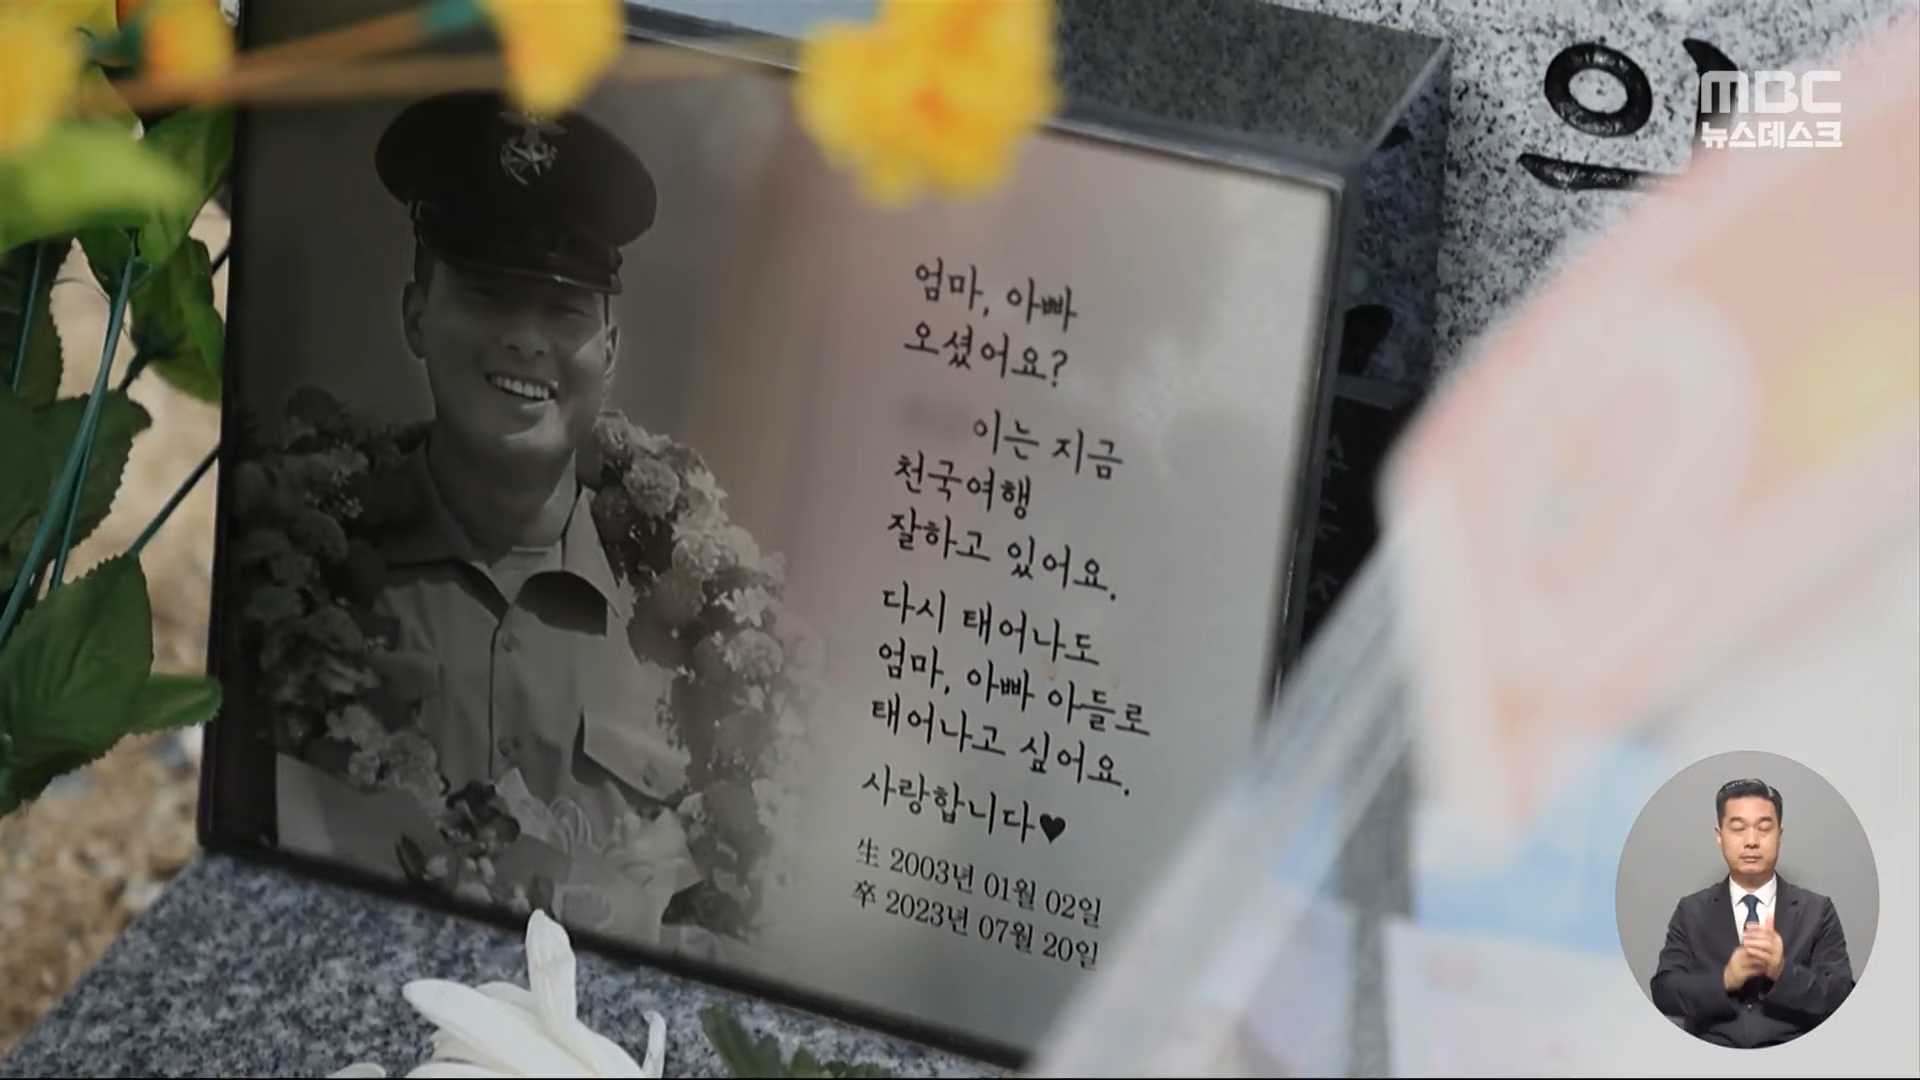 MBC
뉴스데스크
엄마, 아빠
오셨어요?
이는 지금
천국여행
잘하고 있어요.
다시 태어나도
엄마, 아빠 아들로
태어나고 싶어요.
사랑합니다♥
生 2003년 01월 02일
卒 2023년 07월 20일